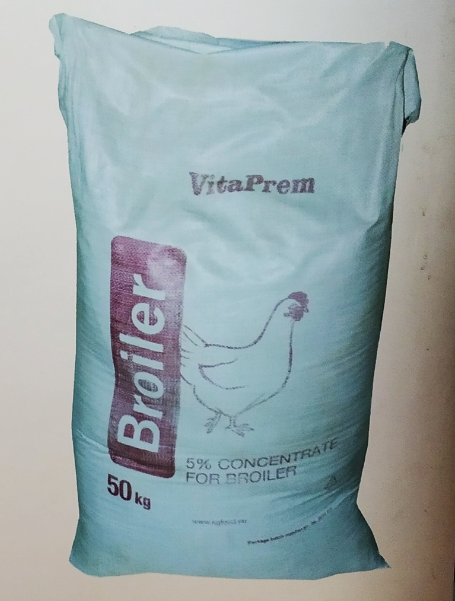 VitaPrem
Broiler
5% CONCENTRATE
FOR BROILER
50 kg